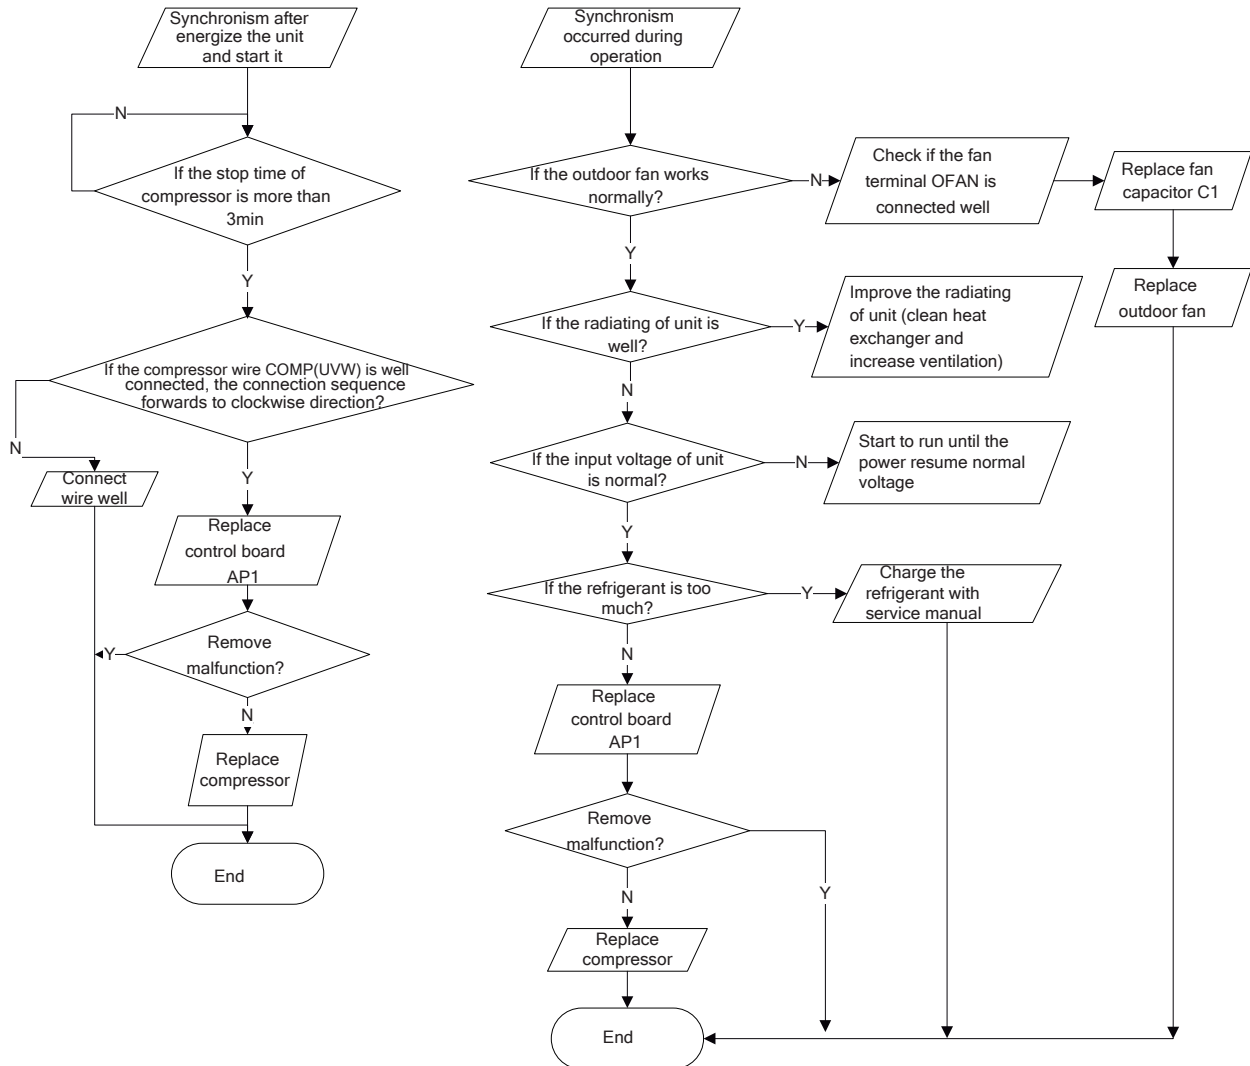 Synchronism after
energize the unit
and start it
N
If the stop time of
compressor is more than
3min
Y
If the compressor wire COMP(UVW) is well
connected, the connection sequence
forwards to clockwise direction?
N
Connect
wire well
Y
Replace
control board
AP1
Remove
malfunction?
Y
N
Replace
compressor
End
Synchronism
occurred during
operation
If the outdoor fan works
normally?
N
Check if the fan
terminal OFAN is
connected well
Replace fan
capacitor C1
Replace
outdoor fan
Y
If the radiating of unit is
well?
Y
Improve the radiating
of unit (clean heat
exchanger and
increase ventilation)
N
If the input voltage of unit
is normal?
N
Start to run until the
power resume normal
voltage
Y
If the refrigerant is too
much?
Y
Charge the
refrigerant with
service manual
N
Replace
control board
AP1
Remove
malfunction?
Y
N
Replace
compressor
End